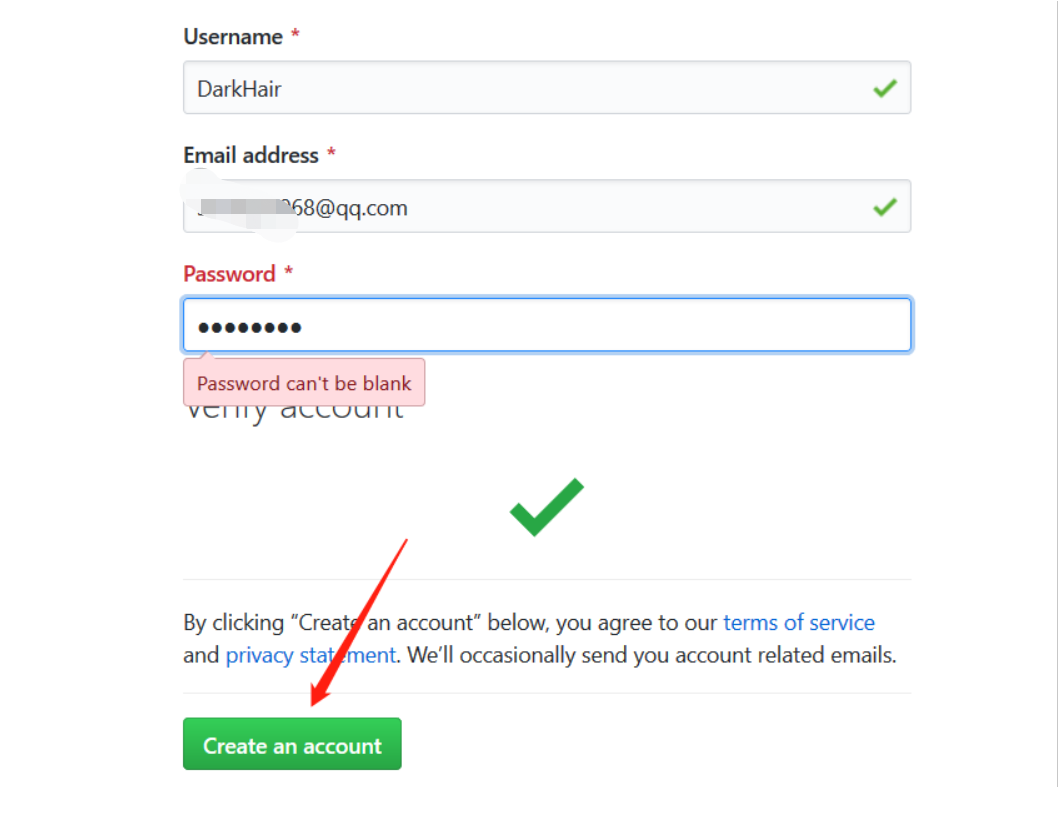 Username *
DarkHair
Email address *
68@qq.com
Password *
••••••••
Password can't be blank
Verify account
By clicking “Create an account” below, you agree to our terms of service
and privacy statement. We’ll occasionally send you account related emails.
Create an account